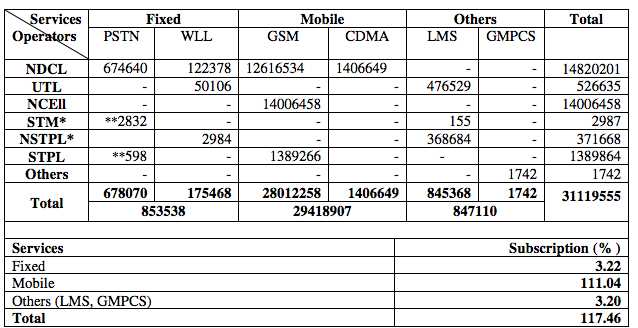 Services Fixed Mobile Others Total
Operators PSTN WLL GSM CDMA LMS GMPCS
NDCL 674640 122378 12616534 1406649 - - 14820201
UTL - 50106 - - 476529 - 526635
NCEll - - 14006458 - - - 14006458
STM* **2832 - - - 155 - 2987
NSTPL* - 2984 - - 368684 - 371668
STPL **598 - 1389266 - - - 1389864
Others - - - - - 1742 1742
Total 678070 175468 28012258 1406649 845368 1742 31119555
853538 29418907 847110
Services Subscription (% )
Fixed 3.22
Mobile 111.04
Others (LMS, GMPCS) 3.20
Total 117.46